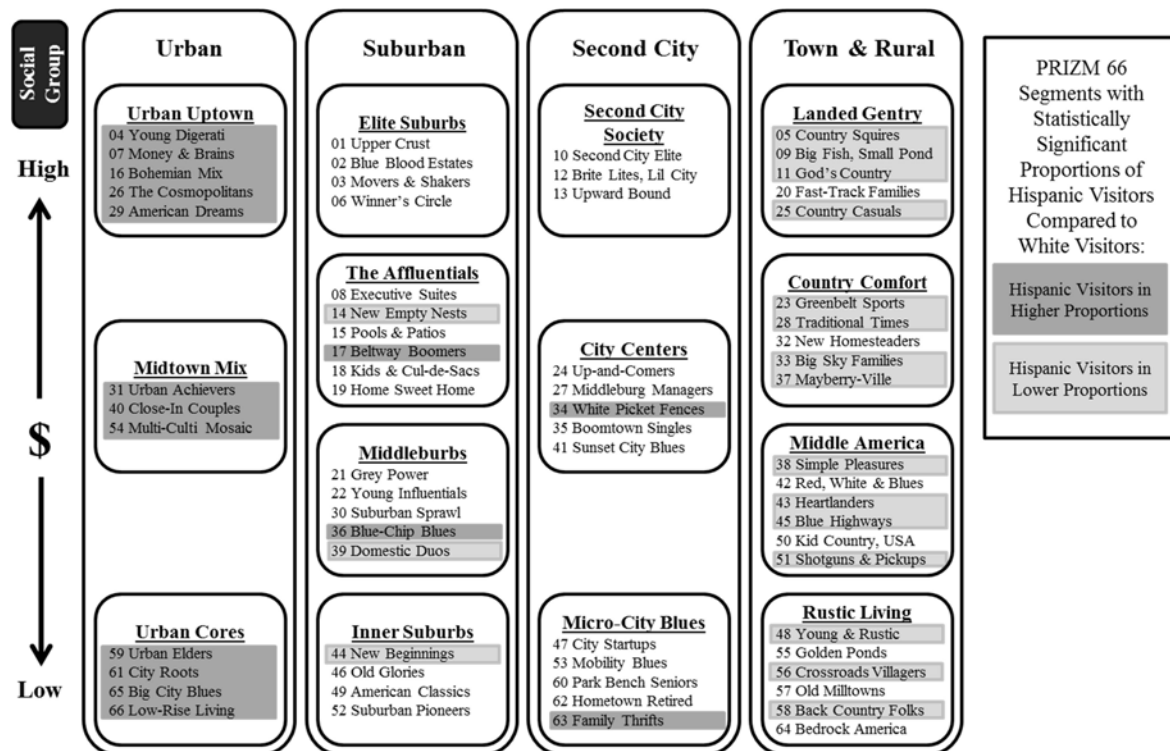 Social
Group
High
$
Low
Urban
Urban Uptown
04 Young Digerati
07 Money & Brains
16 Bohemian Mix
26 The Cosmopolitans
29 American Dreams
Midtown Mix
31 Urban Achievers
40 Close-In Couples
54 Multi-Culti Mosaic
Urban Cores
59 Urban Elders
61 City Roots
65 Big City Blues
66 Low-Rise Living
Suburban
Elite Suburbs
01 Upper Crust
02 Blue Blood Estates
03 Movers & Shakers
06 Winner's Circle
The Affluentials
08 Executive Suites
14 New Empty Nests
15 Pools & Patios
17 Beltway Boomers
18 Kids & Cul-de-Sacs
19 Home Sweet Home
Middleburbs
21 Grey Power
22 Young Influentials
30 Suburban Sprawl
36 Blue-Chip Blues
39 Domestic Duos
Inner Suburbs
44 New Beginnings
46 Old Glories
49 American Classics
52 Suburban Pioneers
Second City
Second City
Society
10 Second City Elite
12 Brite Lites, Lil City
13 Upward Bound
City Centers
24 Up-and-Comers
27 Middleburg Managers
34 White Picket Fences
35 Boomtown Singles
41 Sunset City Blues
Micro-City Blues
47 City Startups
53 Mobility Blues
60 Park Bench Seniors
62 Hometown Retired
63 Family Thrifts
Town & Rural
Landed Gentry
05 Country Squires
09 Big Fish, Small Pond
11 God's Country
20 Fast-Track Families
25 Country Casuals
Country Comfort
23 Greenbelt Sports
28 Traditional Times
32 New Homesteaders
33 Big Sky Families
37 Mayberry-Ville
Middle America
38 Simple Pleasures
42 Red, White & Blues
43 Heartlanders
45 Blue Highways
50 Kid Country, USA
51 Shotguns & Pickups
Rustic Living
48 Young & Rustic
55 Golden Ponds
56 Crossroads Villagers
57 Old Milltowns
58 Back Country Folks
64 Bedrock America
PRIZM 66
Segments with
Statistically
Significant
Proportions of
Hispanic Visitors
Compared to
White Visitors:
Hispanic Visitors in
Higher Proportions
Hispanic Visitors in
Lower Proportions